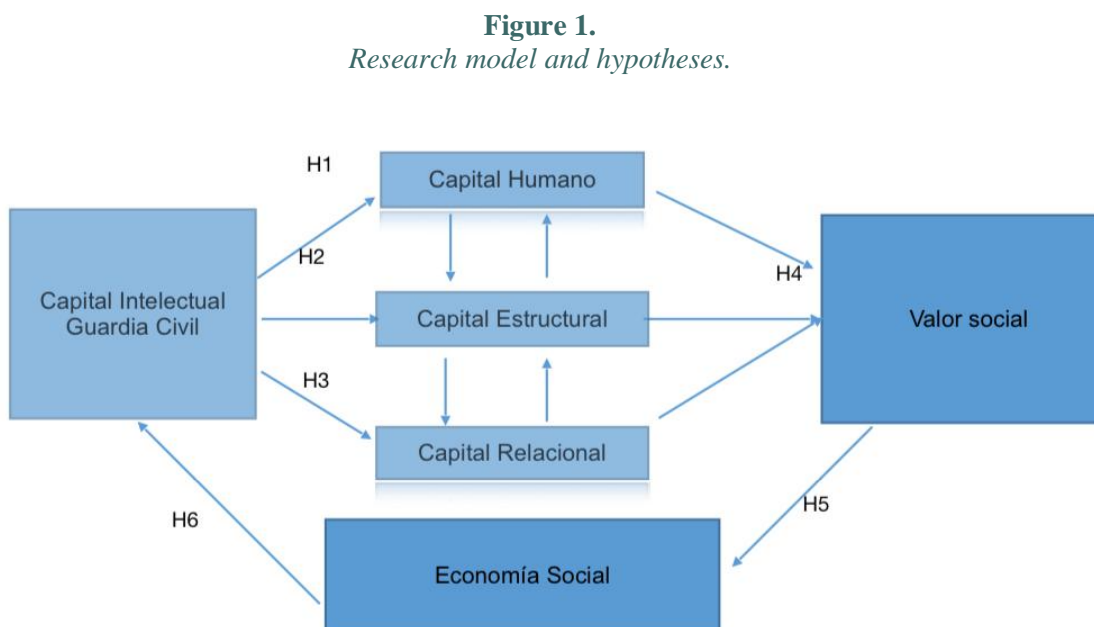 Figure 1.
Research model and hypotheses.
H1
Capital Humano
H2
Capital Intelectual
Guardia Civil
Capital Estructural
H4
Valor social
H3
Capital Relacional
H5
H6
Economía Social